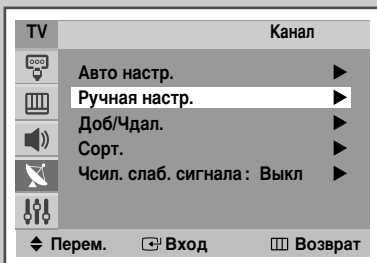 TV Канал
Авто настр.
Ручная настр.
Доб/Чдал.
Сорт.
Чсил. слаб. сигнала : Выкл
Перем. Вход Возврат